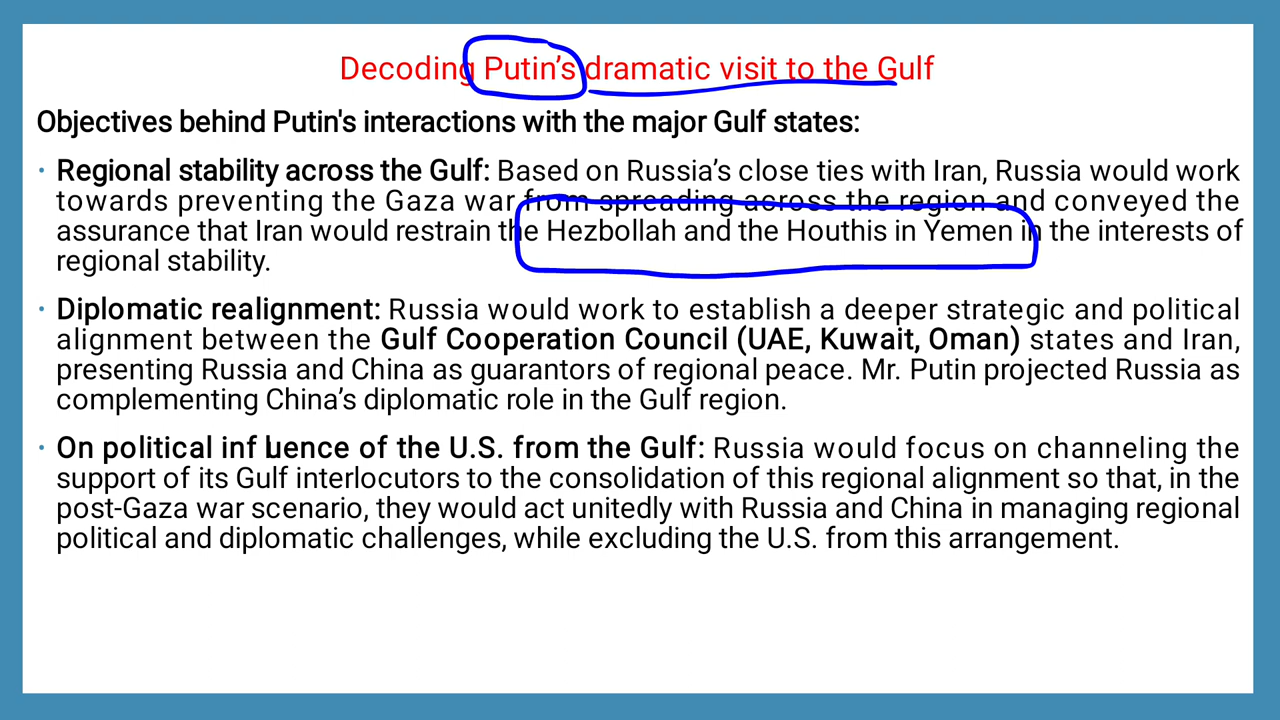 Decoding Putin's dramatic visit to the Gulf
Objectives behind Putin's interactions with the major Gulf states:
• Regional stability across the Gulf: Based on Russia's close ties with Iran, Russia would work
towards preventing the Gaza war from spreading across the region and conveyed the
assurance that Iran would restrain the Hezbollah and the Houthis in Yemen in the interests of
regional stability.
• Diplomatic realignment: Russia would work to establish a deeper strategic and political
alignment between the Gulf Cooperation Council (UAE, Kuwait, Oman) states and Iran,
presenting Russia and China as guarantors of regional peace. Mr. Putin projected Russia as
complementing China's diplomatic role in the Gulf region.
• On political inf luence of the U.S. from the Gulf: Russia would focus on channeling the
support of its Gulf interlocutors to the consolidation of this regional alignment so that, in the
post-Gaza war scenario, they would act unitedly with Russia and China in managing regional
political and diplomatic challenges, while excluding the U.S. from this arrangement.